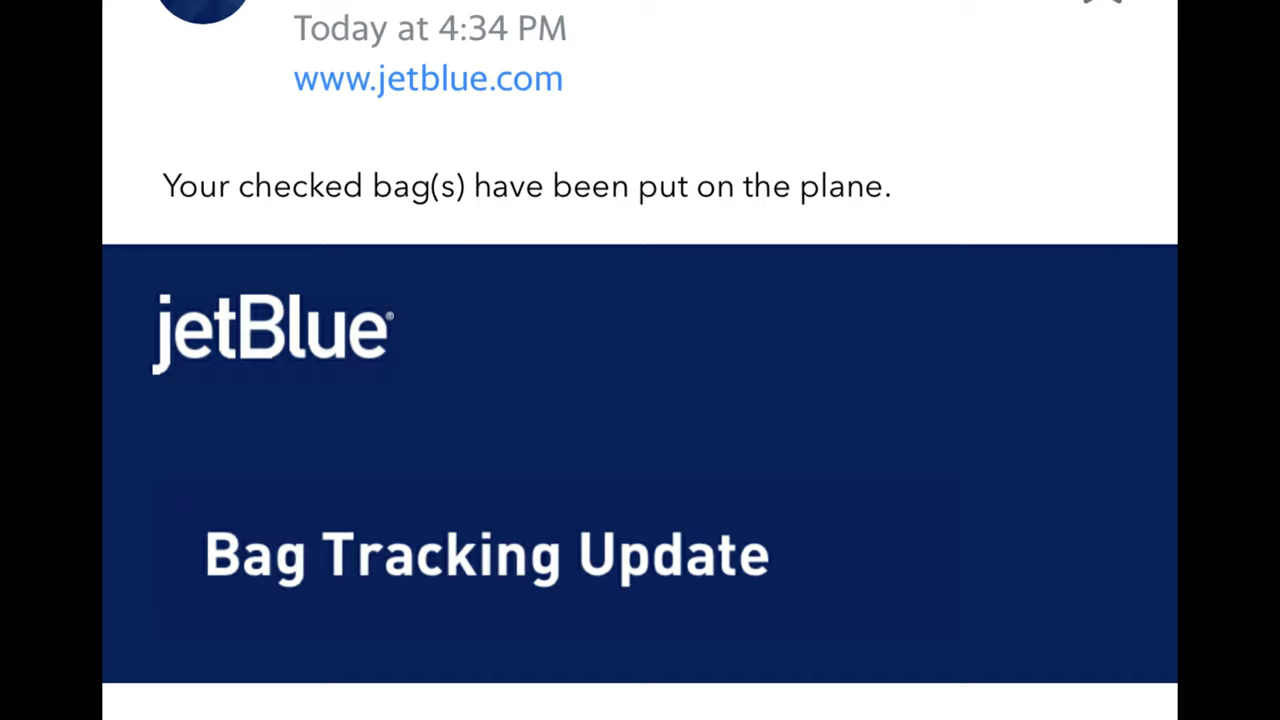 Today at 4:34 PM
www.jetblue.com
Your checked bag(s) have been put on the plane.
jetBlue®
Bag Tracking Update